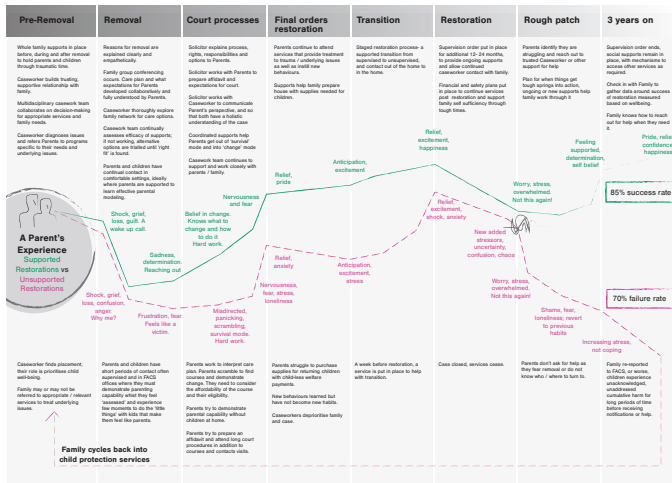 Pre-Removal
Whole family supports in place
before, during and after removal
to hold parents and children
through traumatic time.
Caseworker builds trusting,
supportive relationship with
family.
Multidisciplinary casework team
collaborates on decision-making
for appropriate services and
family needs.
Caseworker diagnoses issues
and refers Parents to programs
specific to their needs and
underlying issues.
Removal
Reasons for removal are
explained clearly and
empathetically.
Family group conferencing
occurs. Care plan and what
expectations for Parents
developed collaboratively and
fully understood by Parents.
Caseworker thoroughly explores
family network for care options.
Casework team continually
assesses efficacy of supports;
if not working, alternative
options are trialled until 'right
fit' is found.
Parents and children have
continual contact in
comfortable settings, ideally
where parents are supported to
learn effective parental
modeling.
Court processes
Solicitor explains process,
rights, responsibilities and
options to Parents.
Solicitor works with Parent to
prepare affidavit and
expectations for court.
Solicitor works with
Caseworker to communicate
Parent's perspective, and so
that both have a holistic
understanding of case.
Coordinated supports help
Parents get out of 'survival'
mode and into 'change' mode
Casework team continues to
support and work closely with
parents / family.
Final orders
restoration
Parents continue to attend
services that provide treatment
to trauma / underlying issues
as well as instill new
behaviours.
Supports help family prepare
house with supplies needed for
children.
Transition
Staged restoration process- a
supported transition from
supervised to unsupervised,
and contact out of the home to
in the home.
Restoration
Supervision order put in place
for additional 12- 24 months,
to provide ongoing supports
and allow continued
caseworker contact with family.
Financial and safety plans put
in place to continue services
post restoration and support
family self sufficiency through
tough times.
Rough patch
Parents identify they are
struggling and reach out to
trusted Caseworker or other
support for help
Plan for when things get
tough springs into action,
ongoing or new supports help
family work through it
3 years on
Supervision order ends,
social supports remain in
place, with mechanisms to
access other services as
required.
Check in with Family to
gather data around success
of restoration measured
based on wellbeing.
Family knows how to reach
out for help when they need
it.
A Parent's
Experience
Supported
Restorations vs
Unsupported
Restorations
Shock, grief,
loss, guilt. A
wake up call.
Sadness,
determination.
Reaching out
Belief in change.
Knows what to
change and how
to do it
Hard work.
Nervousness
and fear
Relief,
pride
Anticipation,
excitement
Relief,
excitement,
happiness
Worry, stress,
overwhelmed.
Not this again!
Feeling
supported,
determination,
self belief
Pride, relief
confidence
happiness
85% success rate
Shock, grief,
loss, confusion,
anger.
Why me?
Frustration, fear.
Feels like a
victim.
Misdirected,
panicking,
scrambling,
survival mode.
Hard work.
Nervousness,
fear, stress,
loneliness
Relief,
anxiety
Anticipation,
excitement,
stress
Relief,
excitement,
shock, anxiety
New added
stressors,
uncertainty,
confusion, chaos
Worry, stress,
overwhelmed.
Not this again!
Shame, fear,
loneliness; revert
to previous
habits
Increasing stress,
not coping
70% failure rate
Caseworker finds placement;
their role is prioritise child
well-being.
Family may or may not be
referred to appropriate / relevant
services to treat underlying
issues.
Parents and children have
short periods of contact often
supervised and in FACS
offices where they must
demonstrate parenting
capability whilst they feel
'assessed' and experience
few moments to do the 'little
things' with kids that make
them feel like parents.
Parents work to interpret care
plan. Parents scramble to find
courses and demonstrate
change. They need to consider
the affordability of the course
and their eligibility.
Parents try to demonstrate
parental capability without
children at home.
Parents try to prepare an
affidavit and attend long court
procedures in addition to
courses and contacts visits.
Parents struggle to purchase
supplies for returning children
with child-less welfare
payments.
New behaviours learned but
have not become new habits.
Caseworkers deprioritise family
and case.
A week before restoration, a
service is put in place to help
with transition.
Case closed, services cease.
Parents don't ask for help as
they fear removal or do not
know who / where to turn to.
Family re-reported
to FACS, or worse,
children experience
unacknowledged,
unaddressed
cumulative harm for
long periods of time
before receiving
notifications or help.
Family cycles back into
child protection services